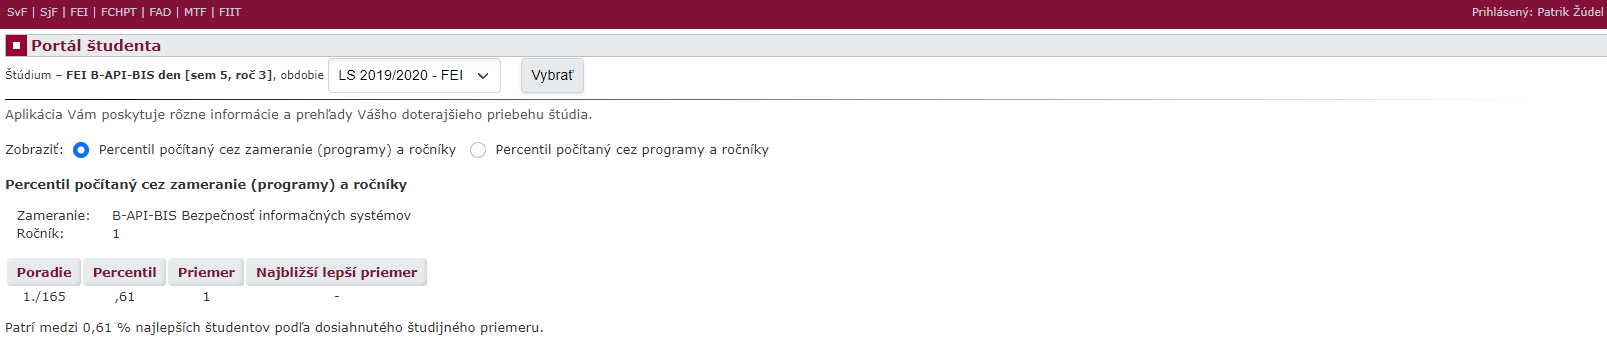 SvF | SjF | FEI | FCHPT | FAD | MTF | FIIT Prihlásený: Patrik Žúdel
Portál študenta
Štúdium – FEI B-API-BIS den [sem 5, roč 3], obdobie LS 2019/2020 - FEI Vybrať
Aplikácia Vám poskytuje rôzne informácie a prehľady Vášho doterajšieho priebehu štúdia.
Zobraziť: Percentil počítaný cez zameranie (programy) a ročníky Percentil počítaný cez programy a ročníky
Percentil počítaný cez zameranie (programy) a ročníky
Zameranie: B-API-BIS Bezpečnosť informačných systémov
Ročník: 1
Poradie Percentil Priemer Najbližší lepší priemer
1./165 ,61 1 -
Patrí medzi 0,61 % najlepších študentov podľa dosiahnutého študijného priemeru.